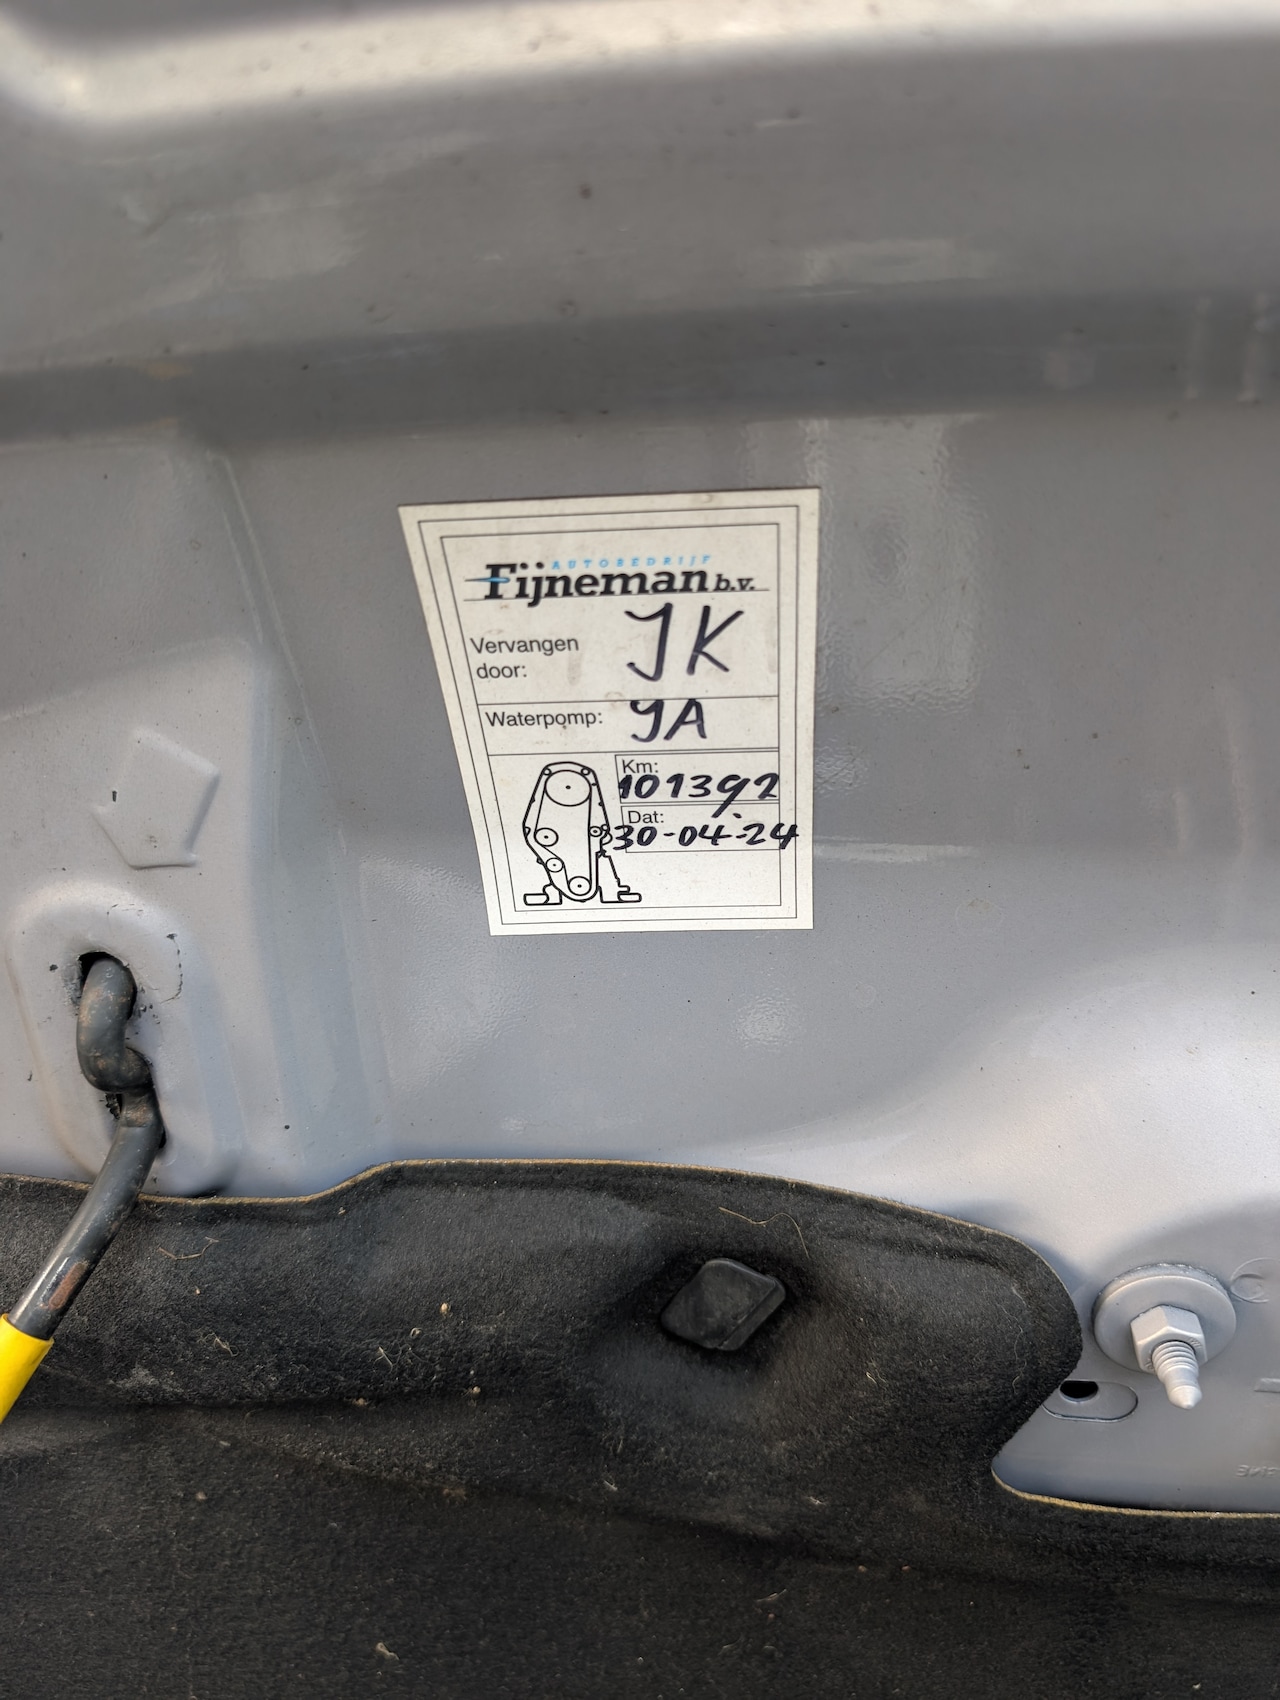 AUTOBEDRIJF
Fijneman b.v.
Vervangen
door: JK
Waterpomp: JA
Km:
101392
Dat:
30-04-24